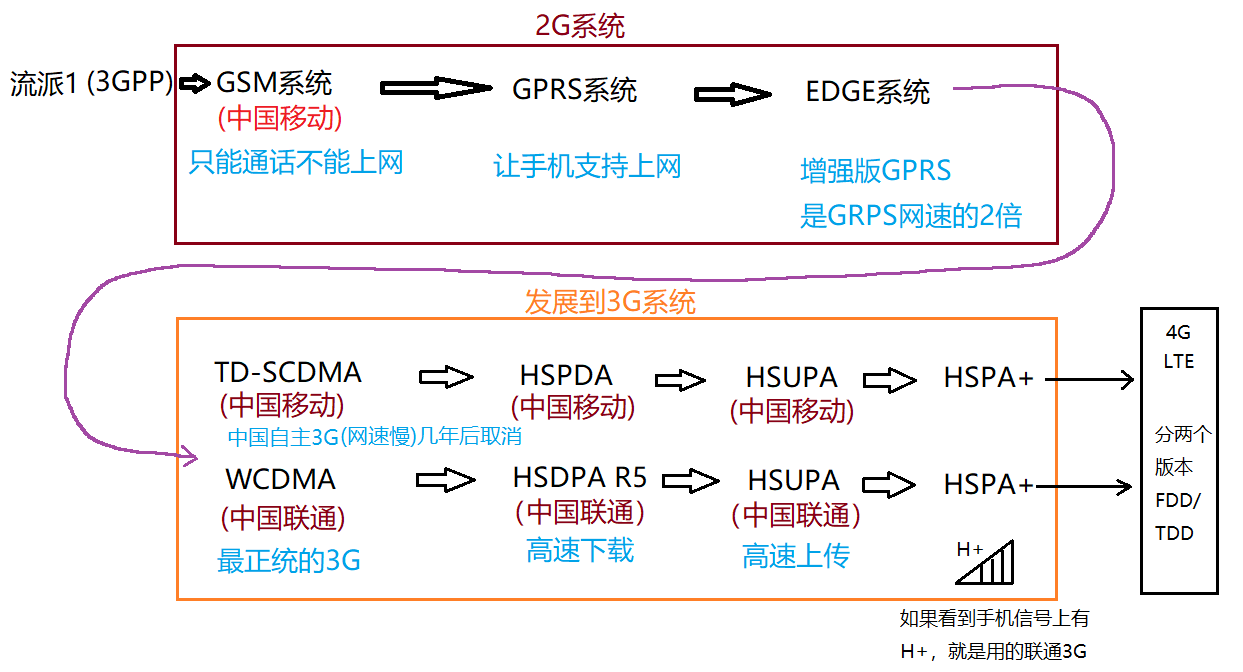 2G系统
流派1 (3GPP)
GSM系统
(中国移动)
只能通话不能上网
GPRS系统
让手机支持上网
EDGE系统
增强版GPRS
是GRPS网速的2倍
发展到3G系统
TD-SCDMA
(中国移动)
中国自主3G(网速慢)几年后取消
HSPDA
(中国移动)
HSUPA
(中国移动)
HSPA+
WCDMA
(中国联通)
最正统的3G
HSDPA R5
(中国联通)
高速下载
HSUPA
(中国联通)
高速上传
HSPA+
H+
如果看到手机信号上有
H+，就是用的联通3G
4G
LTE
分两个
版本
FDD/
TDD